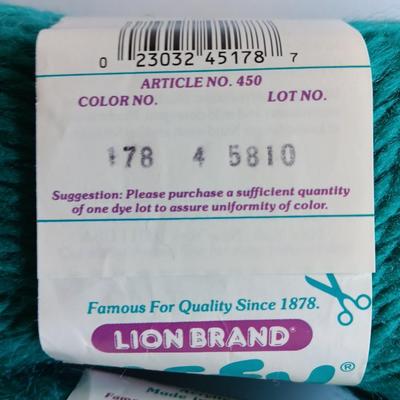 0 23032 45178 7
ARTICLE NO. 450
COLOR NO. LOT NO.
178 4 5810
Suggestion: Please purchase a sufficient quantity
of one dye lot to assure uniformity of color.
Famous For Quality Since 1878.
LION BRAND®
®
Made